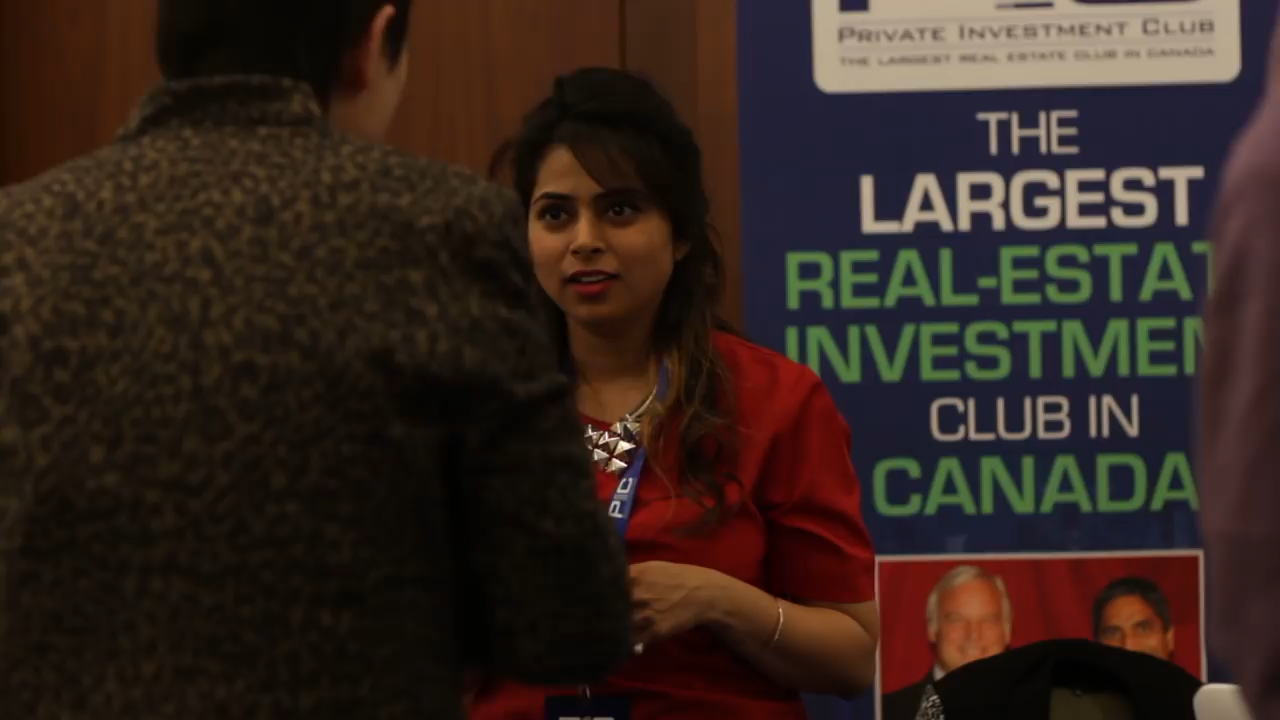 PRIVATE INVESTMENT CLUB
THE LARGEST REAL ESTATE CLUB IN CANADA
THE
LARGEST
REAL-ESTAT
INVESTMEN
CLUB IN
CANADA
PIC